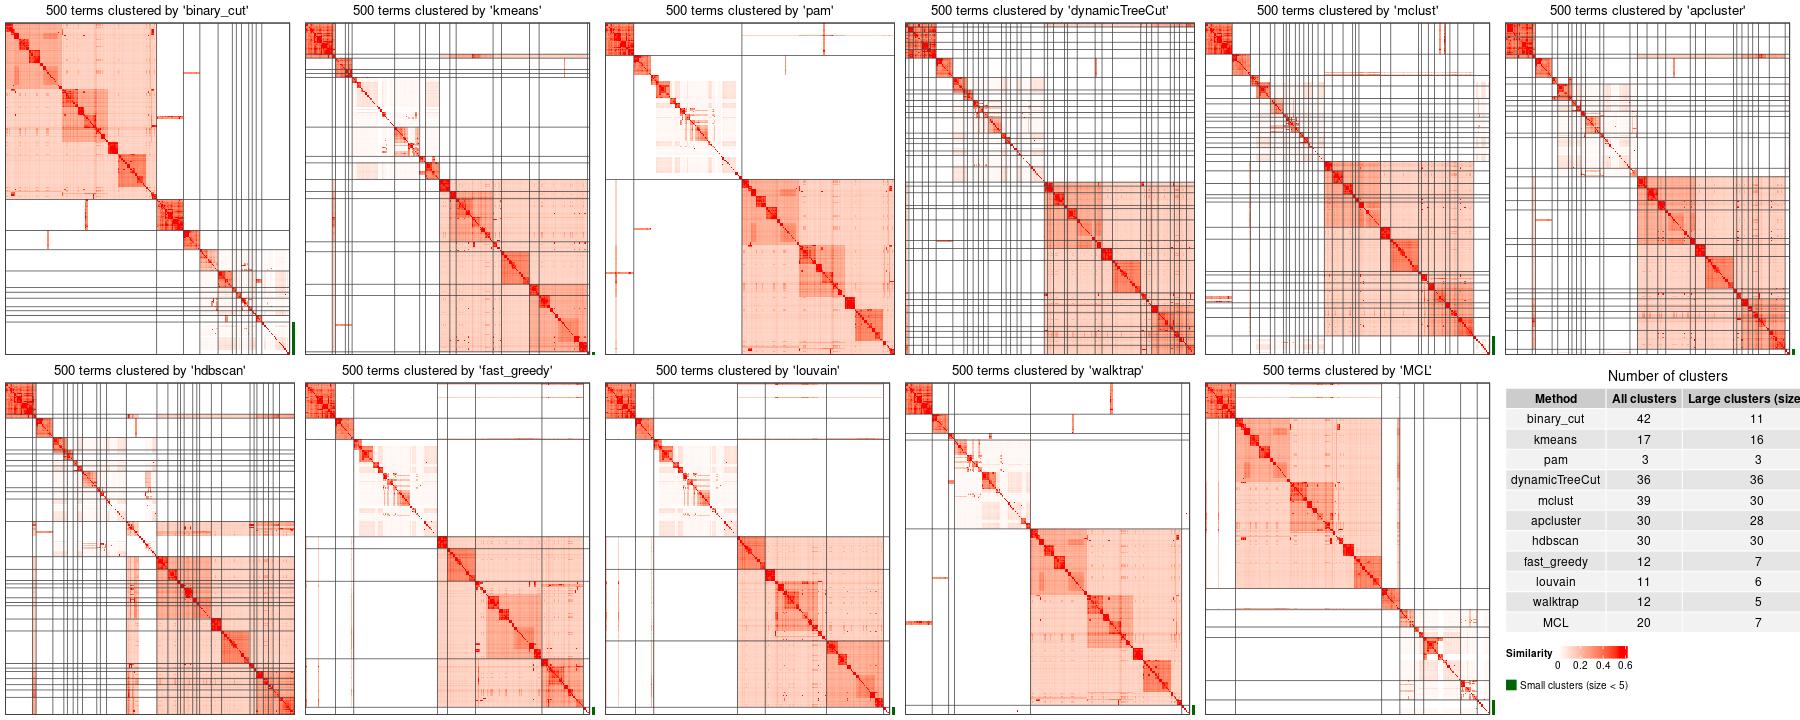 500 terms clustered by 'binary_cut'
500 terms clustered by 'kmeans'
500 terms clustered by 'pam'
500 terms clustered by 'dynamicTreeCut'
500 terms clustered by 'mclust'
500 terms clustered by 'apcluster'
500 terms clustered by 'hdbscan'
500 terms clustered by 'fast_greedy'
500 terms clustered by 'louvain'
500 terms clustered by 'walktrap'
500 terms clustered by 'MCL'
Number of clusters
Method All clusters Large clusters (size
binary_cut 42 11
kmeans 17 16
pam 3 3
dynamicTreeCut 36 36
mclust 39 30
apcluster 30 28
hdbscan 30 30
fast_greedy 12 7
louvain 11 6
walktrap 12 5
MCL 20 7
Similarity
0 0.2 0.4 0.6
Small clusters (size < 5)